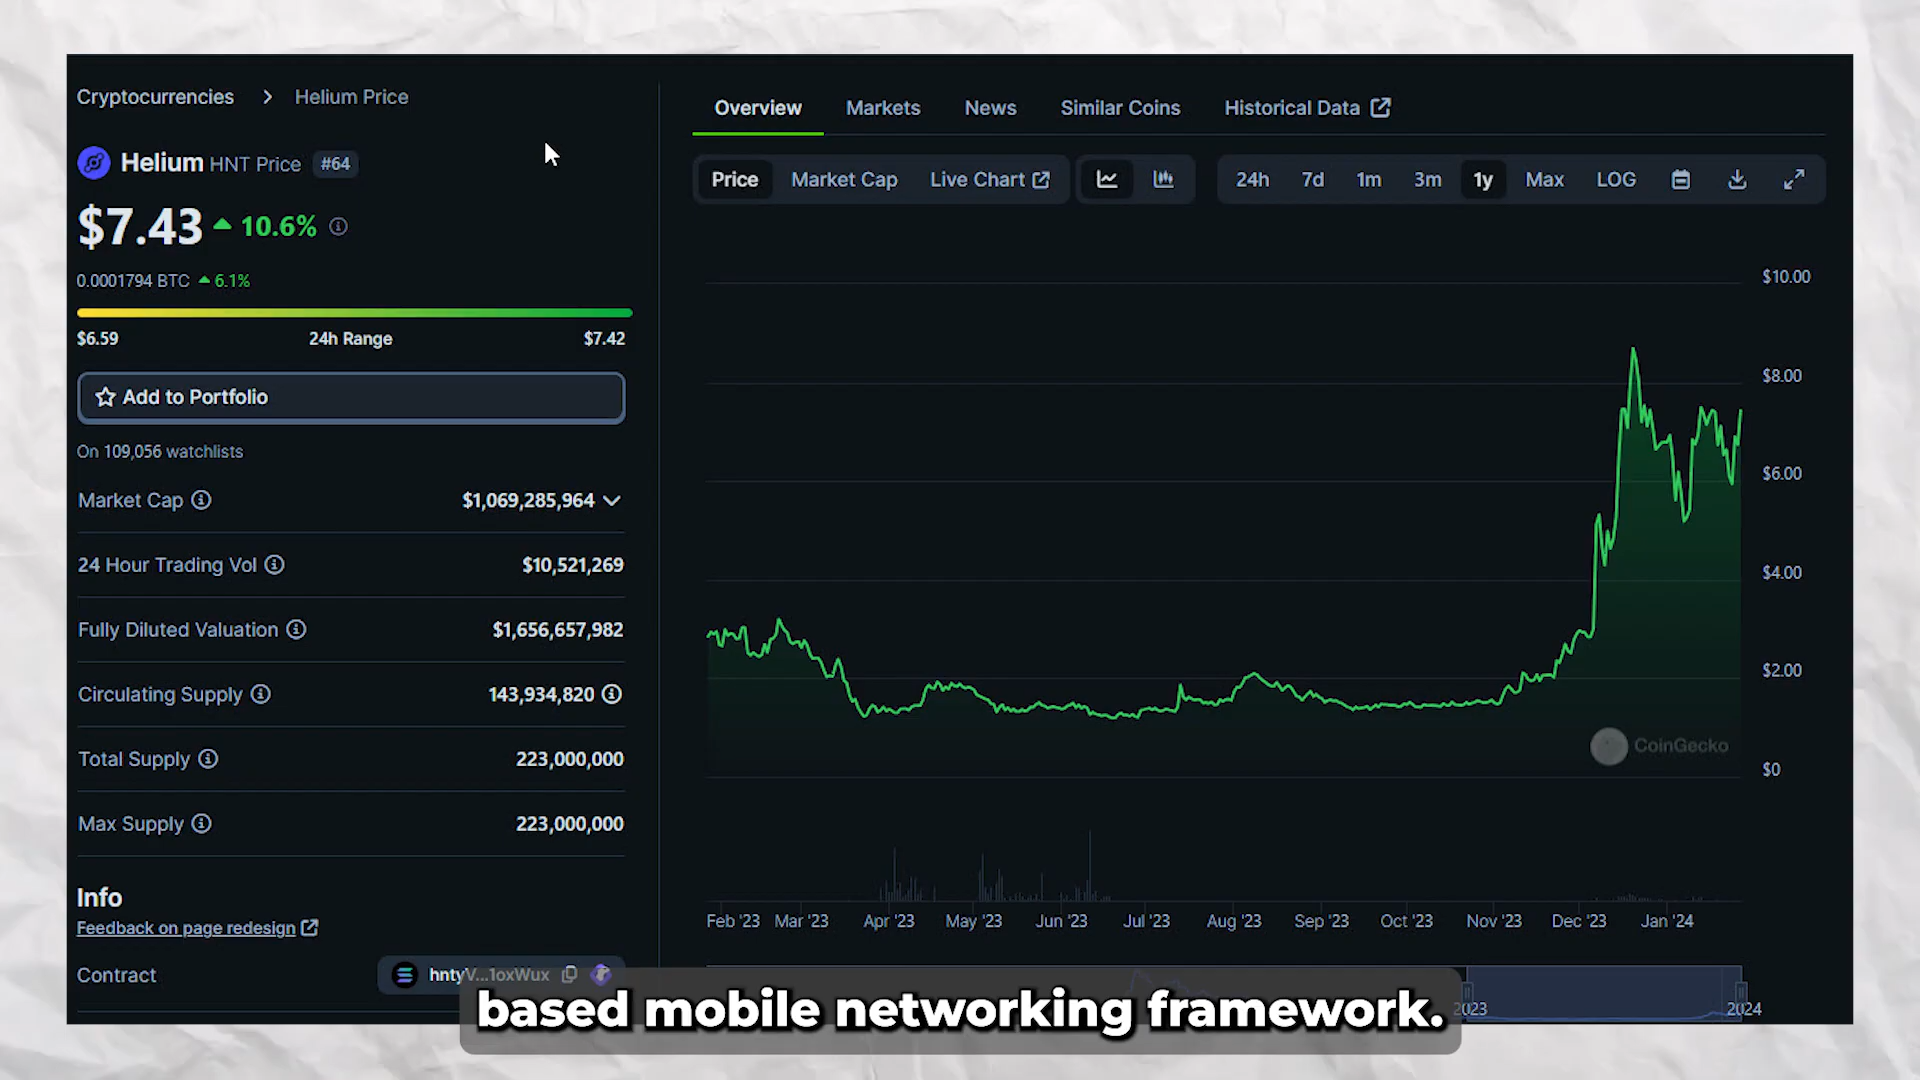 Cryptocurrencies > Helium Price
Helium HNT Price #64
$7.43 10.6%
0.0001794 BTC 6.1%
$6.59 24h Range $7.42
Add to Portfolio
On 109,056 watchlists
Market Cap $1,069,285,964
24 Hour Trading Vol $10,521,269
Fully Diluted Valuation $1,656,657,982
Circulating Supply 143,934,820
Total Supply 223,000,000
Max Supply 223,000,000
Info
Feedback on page redesign
Contract hntyV...1oxWux
Overview Markets News Similar Coins Historical Data
Price Market Cap Live Chart 24h 7d 1m 3m 1y Max LOG
$10.00
$8.00
$6.00
$4.00
$2.00
CoinGecko
$0
Feb '23 Mar '23 Apr '23 May '23 Jun '23 Jul '23 Aug '23 Sep '23 Oct '23 Nov '23 Dec '23 Jan '24
2023 2024
based mobile networking framework.